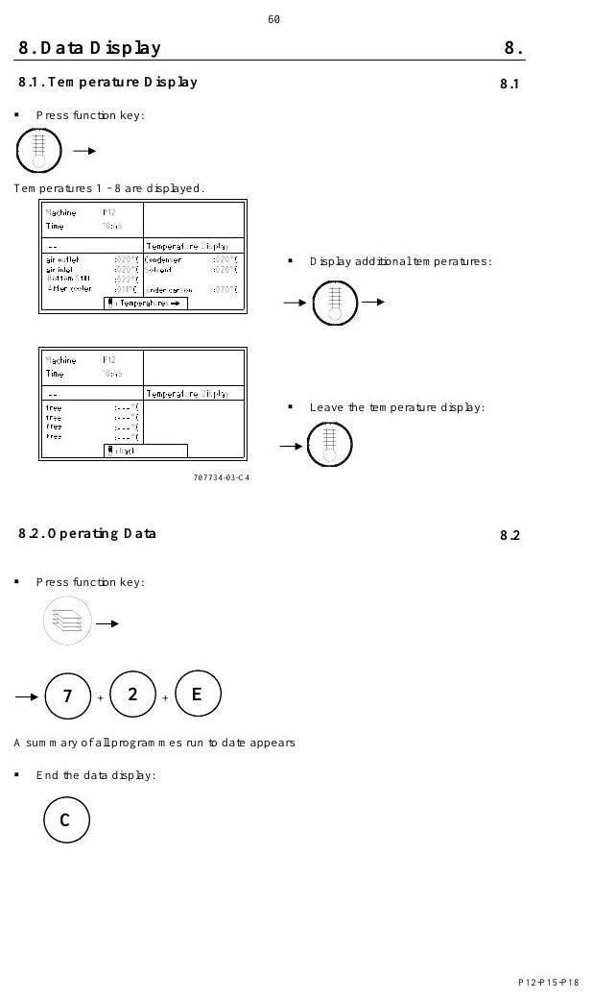 60
8. Data Display 8.
8.1. Temperature Display 8.1
▪ Press function key:
Temperatures 1 - 8 are displayed.
Machine P12
Time 10:45
-- Temperature Display
air outlet :020°C Condenser :020°C
air inlet :020°C Solvent :020°C
Bottom Still :022°C
After cooler :011°C under carbon :020°C
: Temperatures →
▪ Display additional temperatures:
Machine P12
Time 10:45
-- Temperature Display
free :---°C
free :---°C
free :---°C
free :---°C
: back
▪ Leave the temperature display:
707734-03-C4
8.2. Operating Data 8.2
▪ Press function key:
7 + 2 + E
A summary of all programmes run to date appears
▪ End the data display:
C
P12-P15-P18